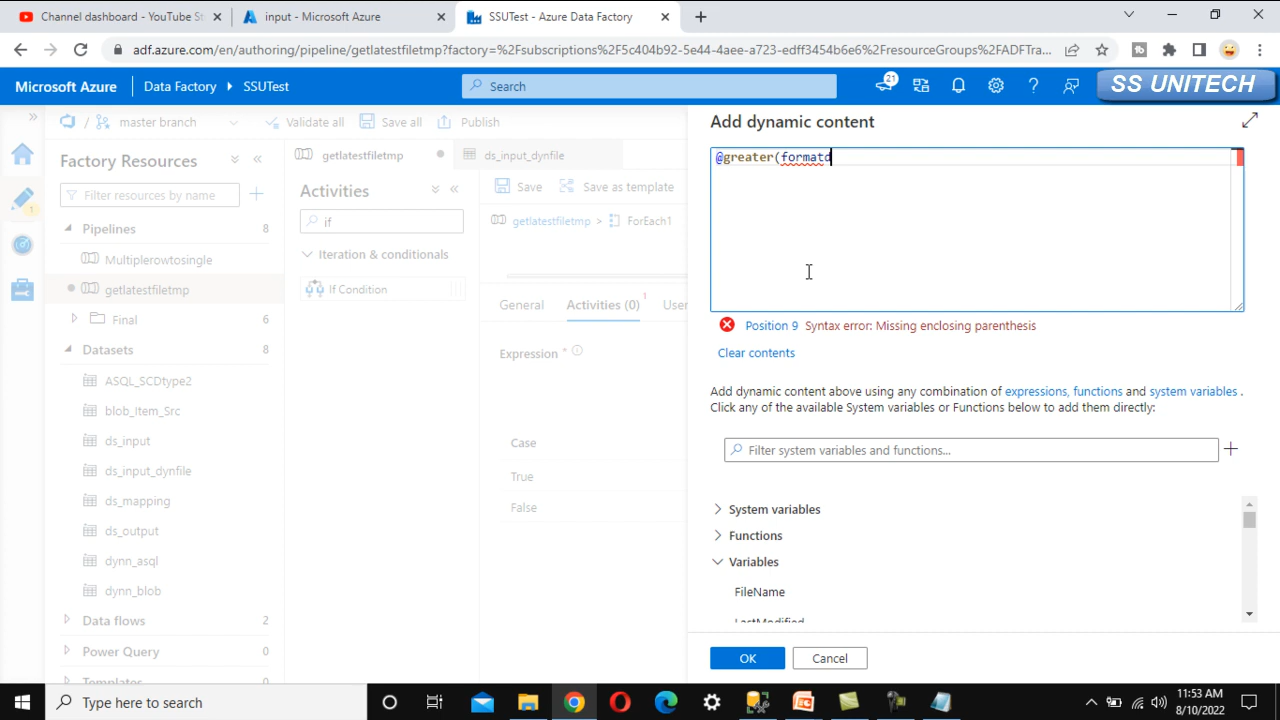 Channel dashboard - YouTube St
input - Microsoft Azure
SSUTest - Azure Data Factory
adf.azure.com/en/authoring/pipeline/getlatestfiletmp?factory=%2Fsubscriptions%2F5c404b92-5e44-4aee-a723-edff3454b6e6%2FresourceGroups%2FADFTra...
Microsoft Azure
Data Factory
SSUTest
Search
21
SS UNITECH
master branch
Validate all
Save all
Publish
Factory Resources
Filter resources by name
Pipelines
8
Multiplerowtosingle
getlatestfiletmp
Final
6
Datasets
8
ASQL_SCDtype2
blob_Item_Src
ds_input
ds_input_dynfile
ds_mapping
ds_output
dynn_asql
dynn_blob
Data flows
2
Power Query
0
Templates
0
getlatestfiletmp
ds_input_dynfile
Activities
if
Iteration & conditionals
If Condition
Save
Save as template
getlatestfiletmp > ForEach1
General
Activities (0)
1
User
Expression *
Case
True
False
Add dynamic content
@greater(formatd
Position 9 Syntax error: Missing enclosing parenthesis
Clear contents
Add dynamic content above using any combination of expressions, functions and system variables .
Click any of the available System variables or Functions below to add them directly:
Filter system variables and functions...
System variables
Functions
Variables
FileName
LastModified
OK
Cancel
Type here to search
11:53 AM
8/10/2022